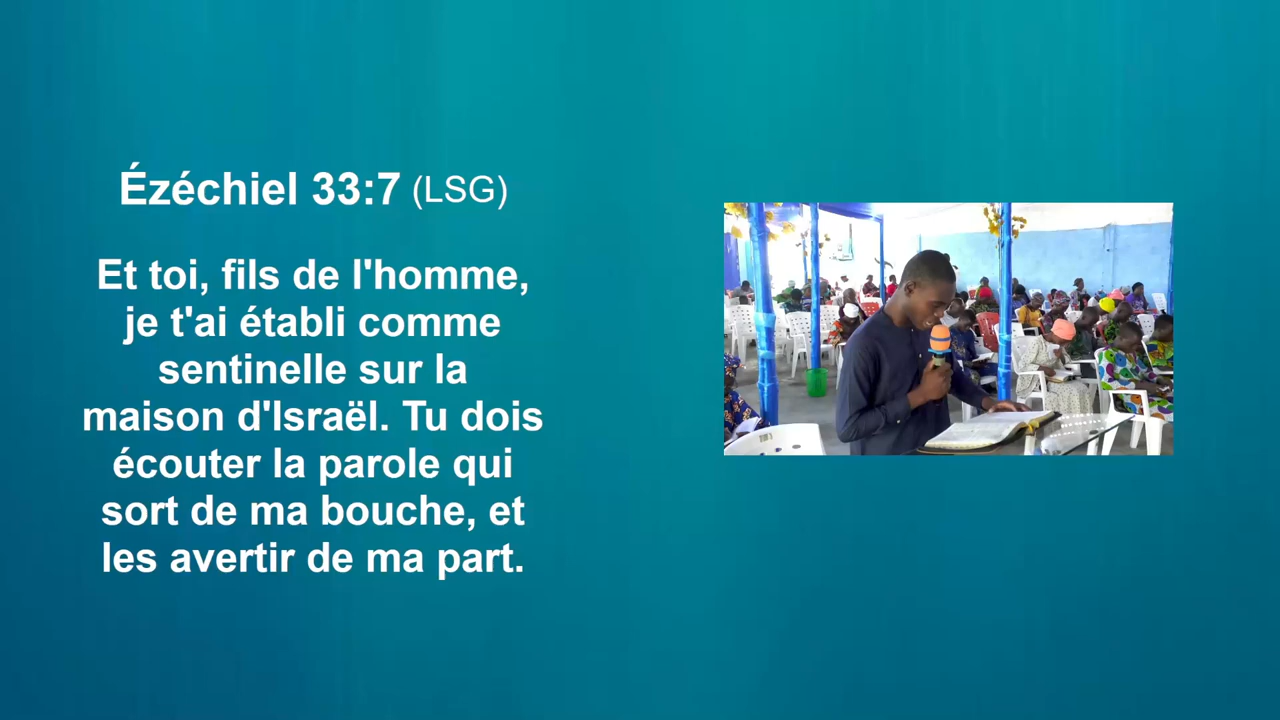 Ézéchiel 33:7 (LSG)
Et toi, fils de l'homme,
je t'ai établi comme
sentinelle sur la
maison d'Israël. Tu dois
écouter la parole qui
sort de ma bouche, et
les avertir de ma part.